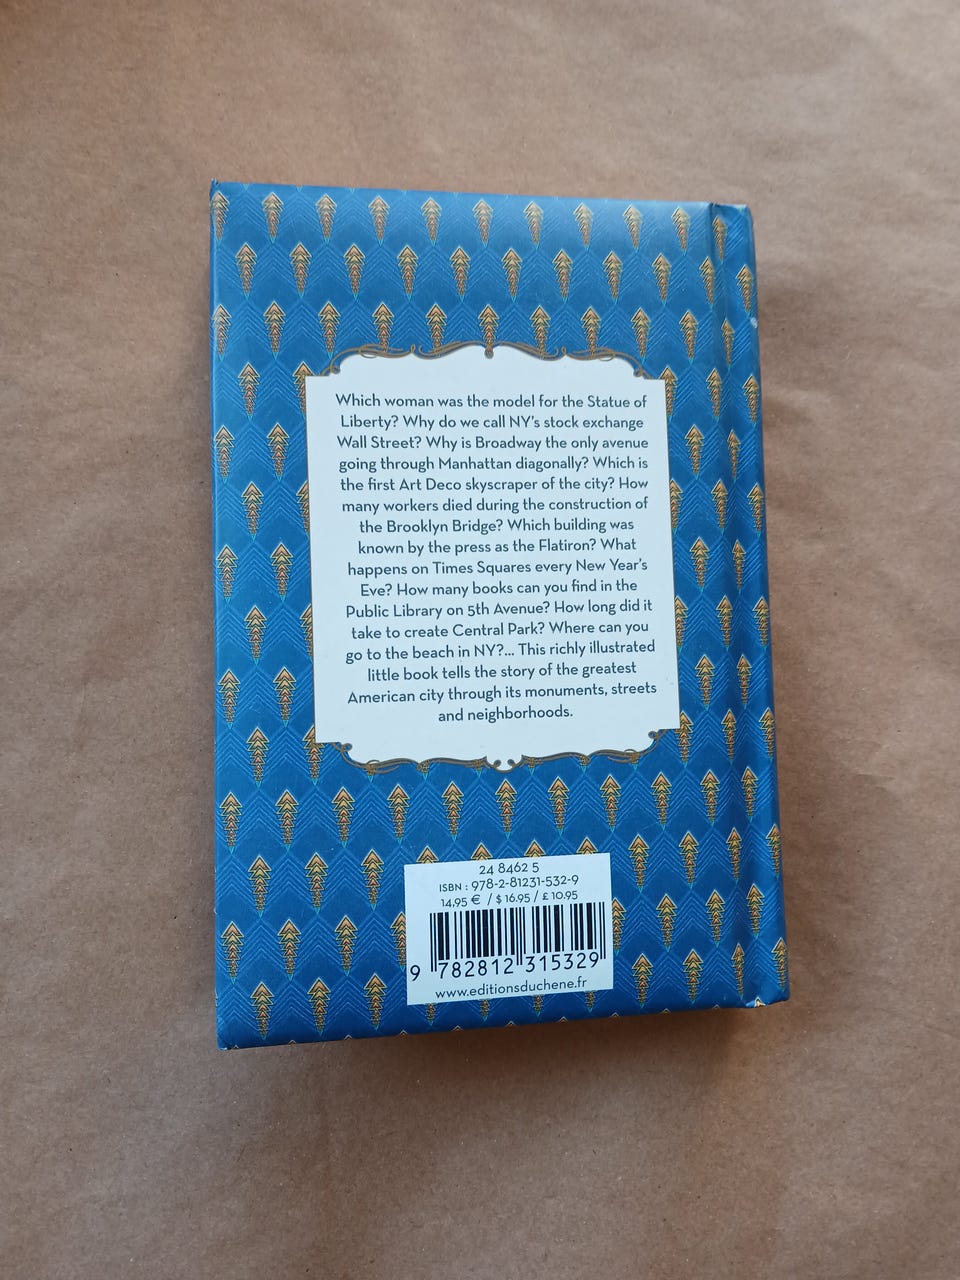 Which woman was the model for the Statue of
Liberty? Why do we call NY's stock exchange
Wall Street? Why is Broadway the only avenue
going through Manhattan diagonally? Which is
the first Art Deco skyscraper of the city? How
many workers died during the construction of
the Brooklyn Bridge? Which building was
known by the press as the Flatiron? What
happens on Times Squares every New Year's
Eve? How many books can you find in the
Public Library on 5th Avenue? How long did it
take to create Central Park? Where can you
go to the beach in NY?... This richly illustrated
little book tells the story of the greatest
American city through its monuments, streets
and neighborhoods.
24 8462 5
ISBN : 978-2-81231-532-9
14,95 € / $ 16.95 / £ 10.95
9 782812 315329
www.editionsduchene.fr